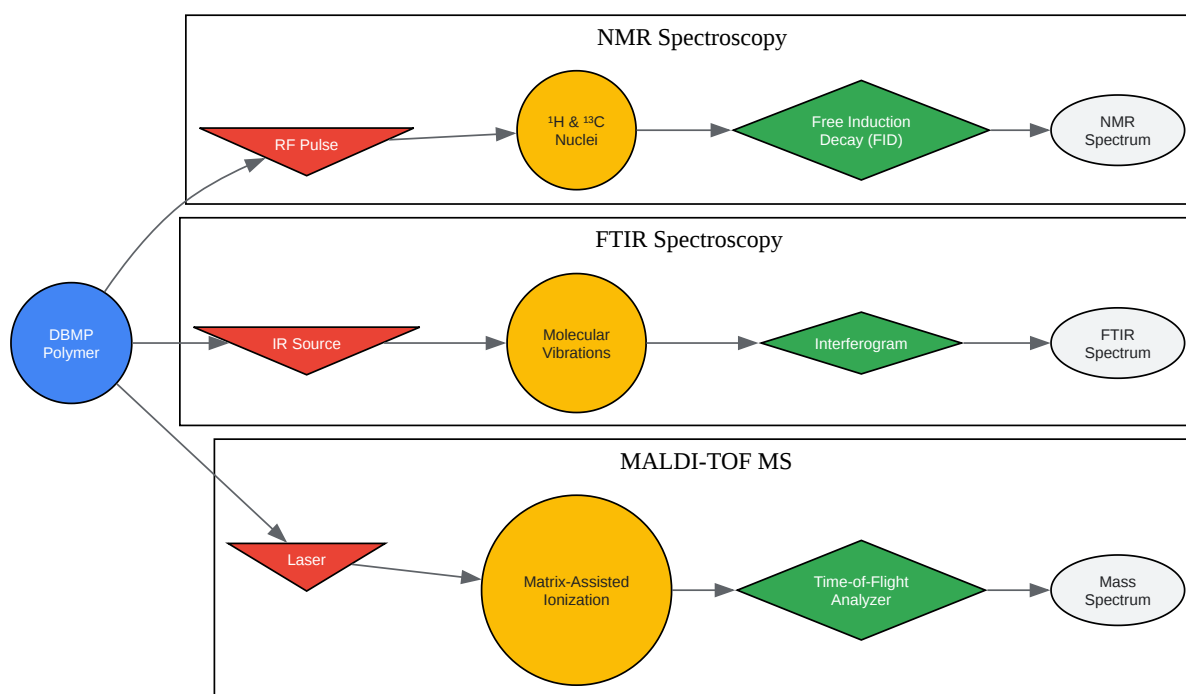 NMR Spectroscopy
RF Pulse
¹H & ¹³C
Nuclei
Free Induction
Decay (FID)
NMR
Spectrum
FTIR Spectroscopy
DBMP
Polymer
IR Source
Molecular
Vibrations
Interferogram
FTIR
Spectrum
MALDI-TOF MS
Laser
Matrix-Assisted
Ionization
Time-of-Flight
Analyzer
Mass
Spectrum